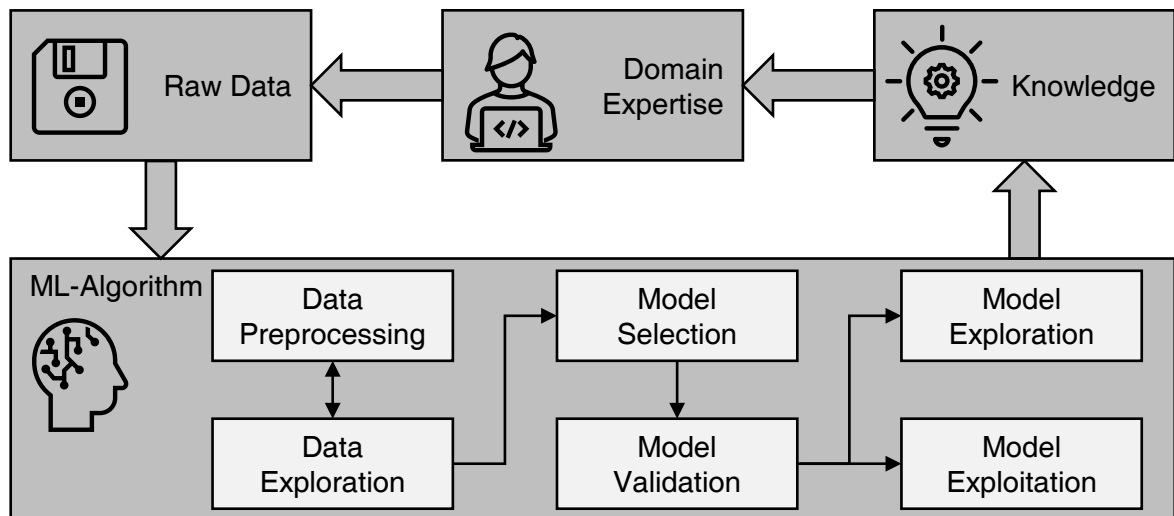 Raw Data
Domain
Expertise
</>
Knowledge
ML-Algorithm
Data
Preprocessing
Model
Selection
Model
Exploration
Data
Exploration
Model
Validation
Model
Exploitation